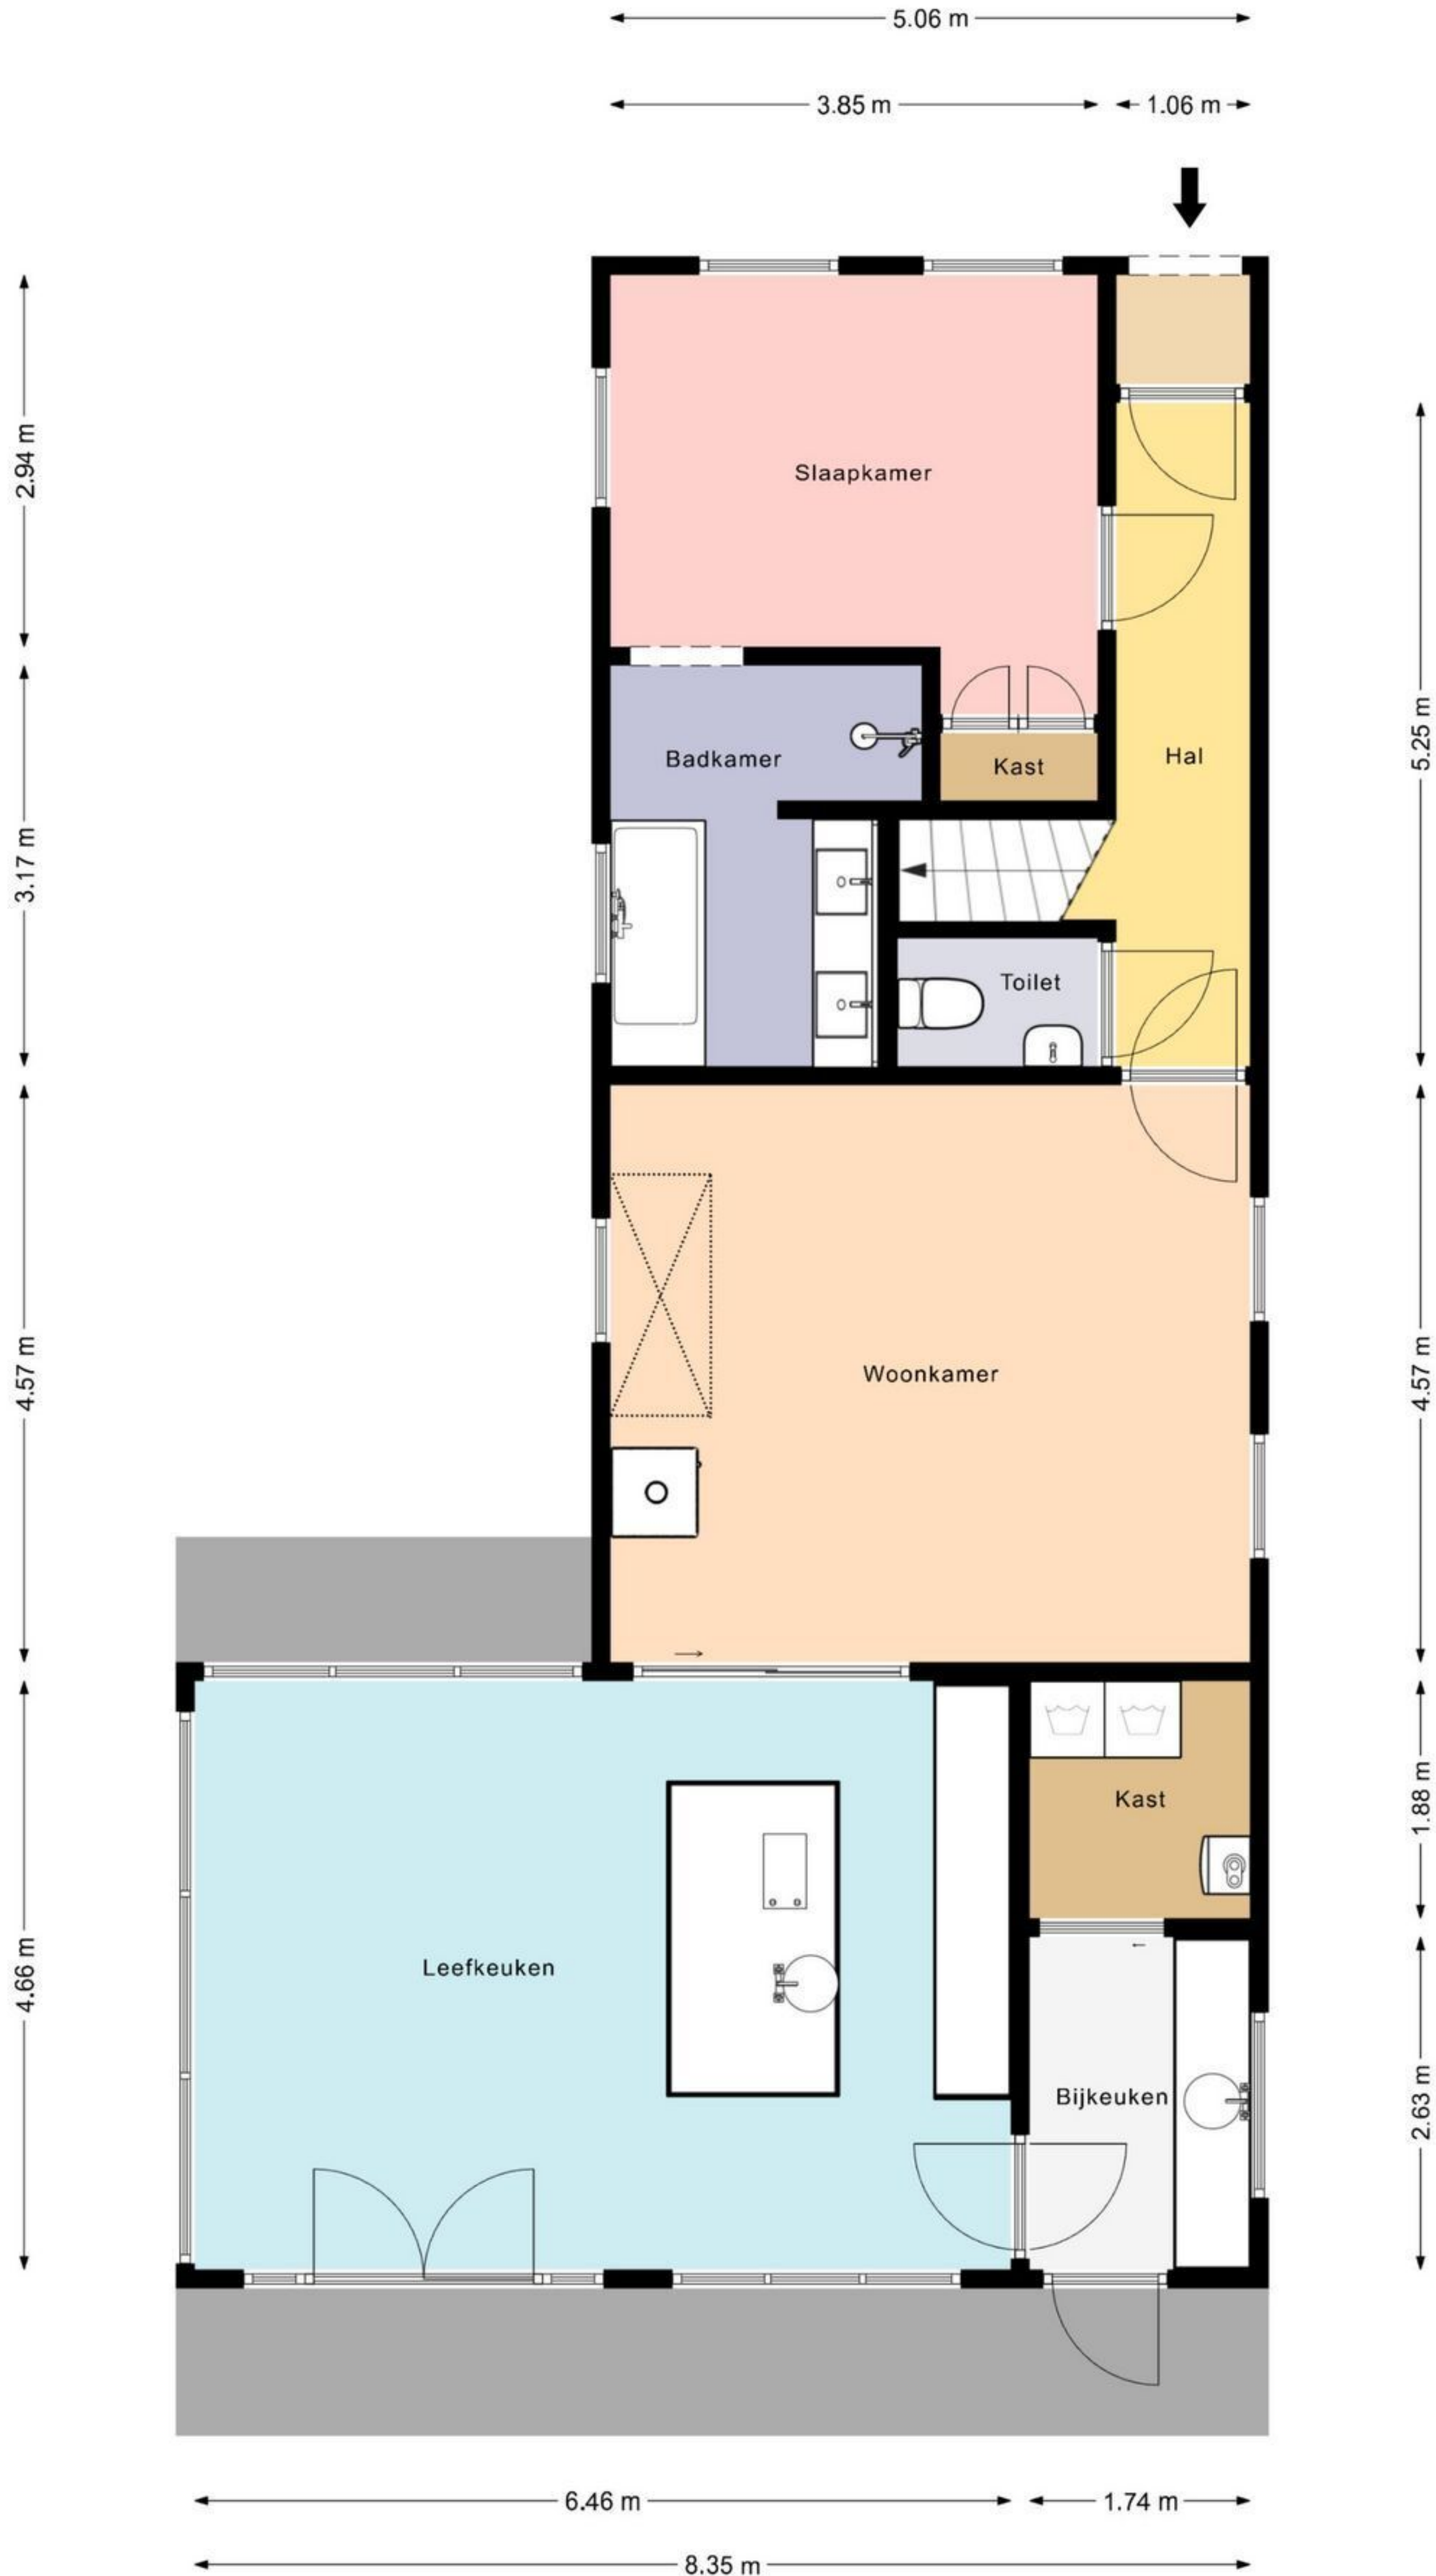 5.06 m
3.85 m
1.06 m
2.94 m
Slaapkamer
5.25 m
Hal
Badkamer
Kast
3.17 m
Toilet
4.57 m
Woonkamer
4.57 m
Kast
1.88 m
4.66 m
Leefkeuken
Bijkeuken
2.63 m
6.46 m
1.74 m
8.35 m